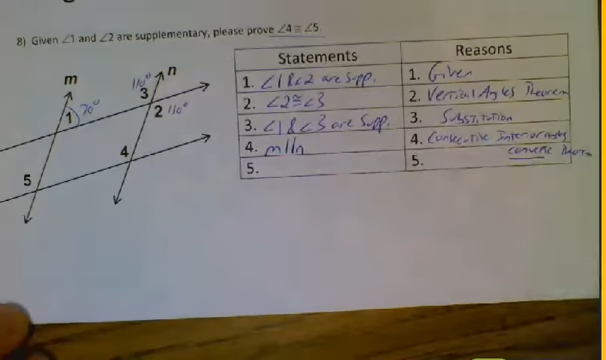 8) Given ∠1 and ∠2 are supplementary, please prove ∠4 ≅ ∠5.
m
n
110°
3
1
70°
2
110°
4
5
Statements
Reasons
1. ∠1 & ∠2 are supp.
1. Given
2. ∠2 ≅ ∠3
2. Vertical Angles Theorem
3. ∠1 & ∠3 are Supp.
3. Substitution
4. m||n
4. Consecutive Interior
converse
5.
5.